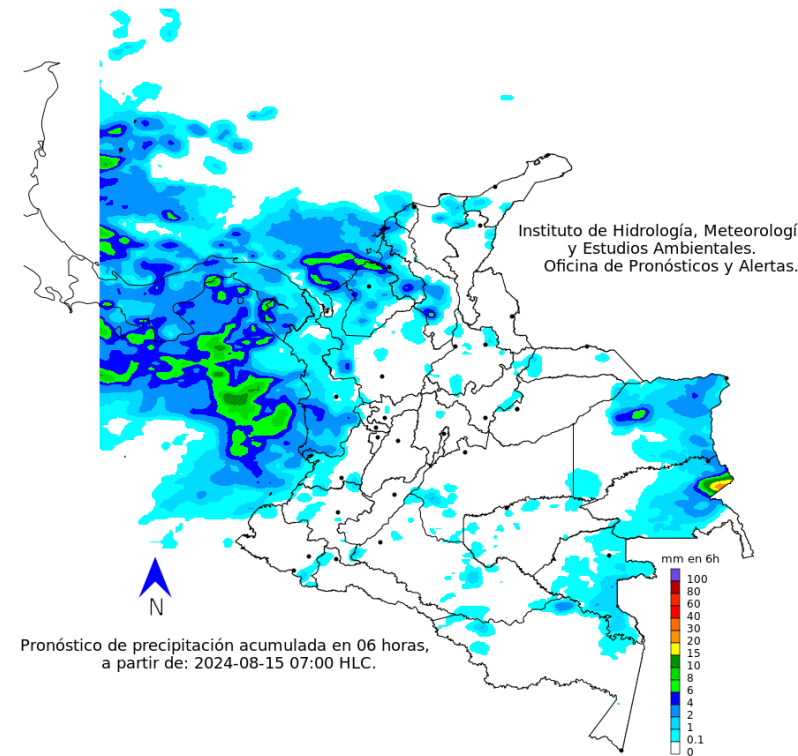 Instituto de Hidrología, Meteorologí
y Estudios Ambientales.
Oficina de Pronósticos y Alertas.
N
Pronóstico de precipitación acumulada en 06 horas,
a partir de: 2024-08-15 07:00 HLC.
mm en 6h
100
80
60
40
30
20
15
10
8
6
4
2
1
0.1
0